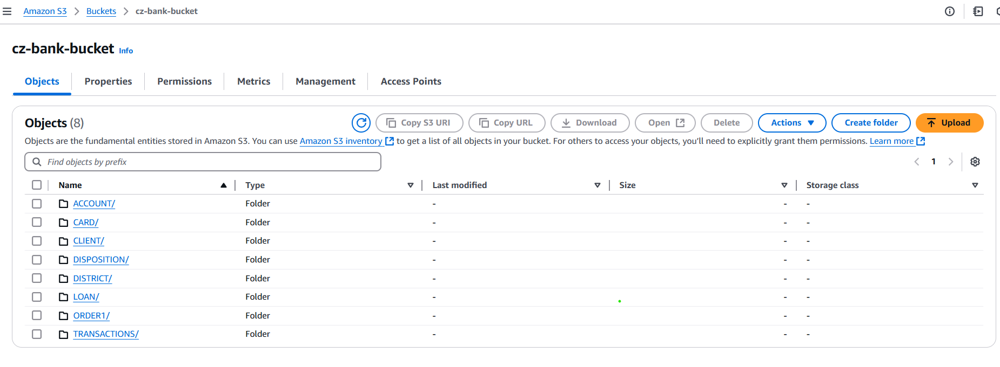 Amazon S3 > Buckets > cz-bank-bucket
cz-bank-bucket Info
Objects Properties Permissions Metrics Management Access Points
Objects (8) Copy S3 URI Copy URL Download Open Delete Actions Create folder Upload
Objects are the fundamental entities stored in Amazon S3. You can use Amazon S3 inventory to get a list of all objects in your bucket. For others to access your objects, you'll need to explicitly grant them permissions. Learn more
Find objects by prefix 1
Name Type Last modified Size Storage class
ACCOUNT/ Folder - - -
CARD/ Folder - - -
CLIENT/ Folder - - -
DISPOSITION/ Folder - - -
DISTRICT/ Folder - - -
LOAN/ Folder - - -
ORDER1/ Folder - - -
TRANSACTIONS/ Folder - - -